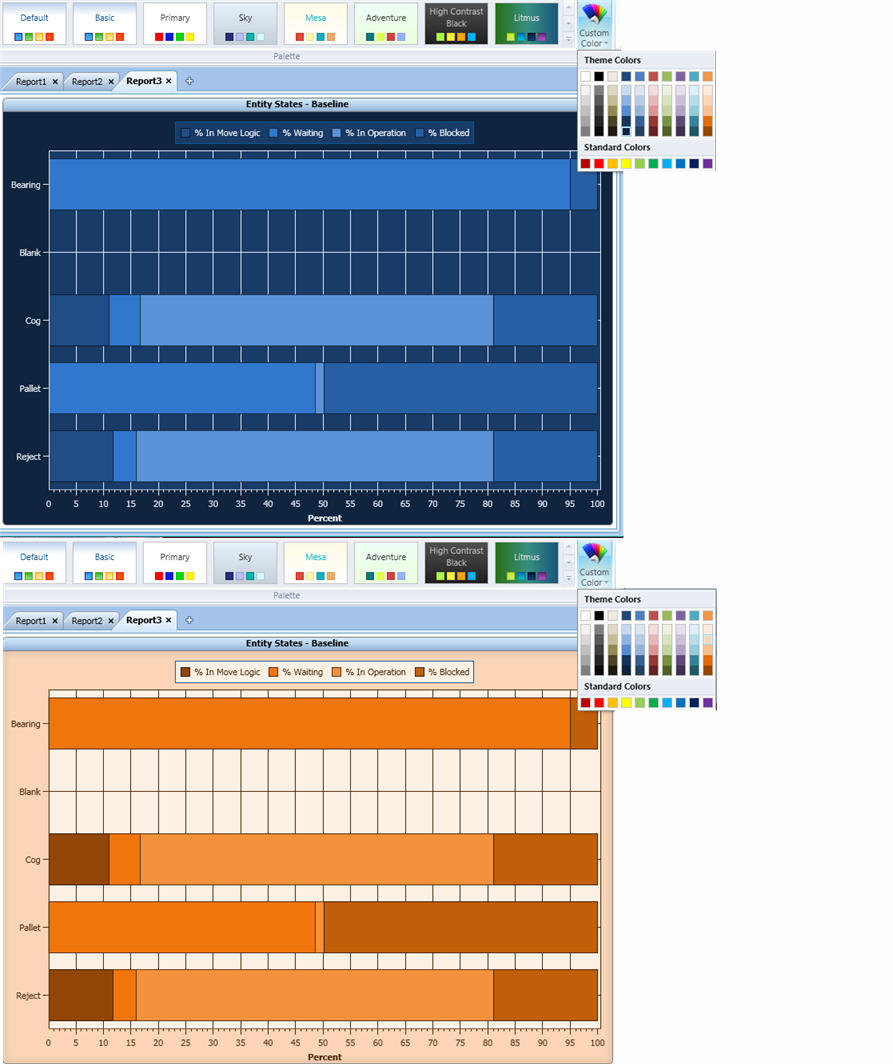 Default Basic Primary Sky Mesa Adventure High Contrast Black Litmus Custom Color
Palette
Theme Colors
Report1 × Report2 × Report3 ×
Entity States - Baseline
% In Move Logic % Waiting % In Operation % Blocked
Standard Colors
Bearing
Blank
Cog
Pallet
Reject
0 5 10 15 20 25 30 35 40 45 50 55 60 65 70 75 80 85 90 95 100
Percent
Default Basic Primary Sky Mesa Adventure High Contrast Black Litmus Custom Color
Palette
Theme Colors
Report1 × Report2 × Report3 ×
Entity States - Baseline
% In Move Logic % Waiting % In Operation % Blocked
Standard Colors
Bearing
Blank
Cog
Pallet
Reject
0 5 10 15 20 25 30 35 40 45 50 55 60 65 70 75 80 85 90 95 100
Percent